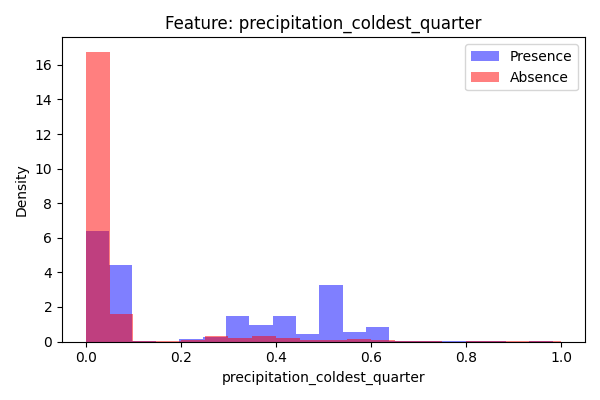 Feature: precipitation_coldest_quarter
Presence
Absence
Density
16
14
12
10
8
6
4
2
0
0.0 0.2 0.4 0.6 0.8 1.0
precipitation_coldest_quarter